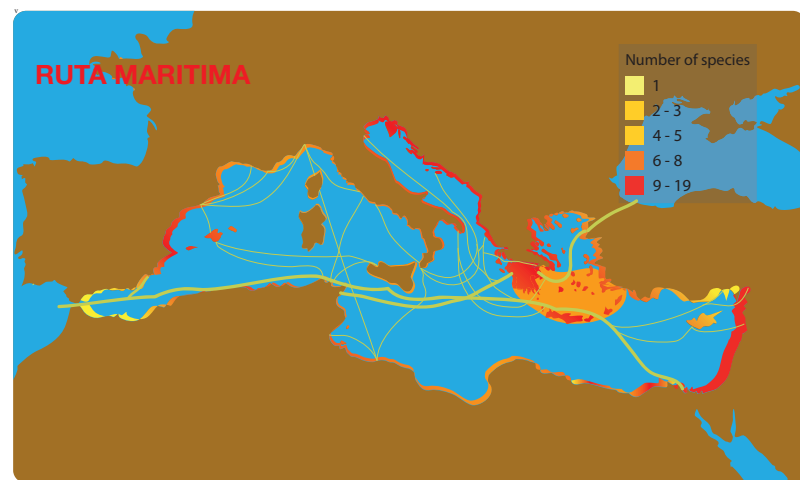 v
RUTA MARITIMA
Number of species
1
2 - 3
4 - 5
6 - 8
9 - 19